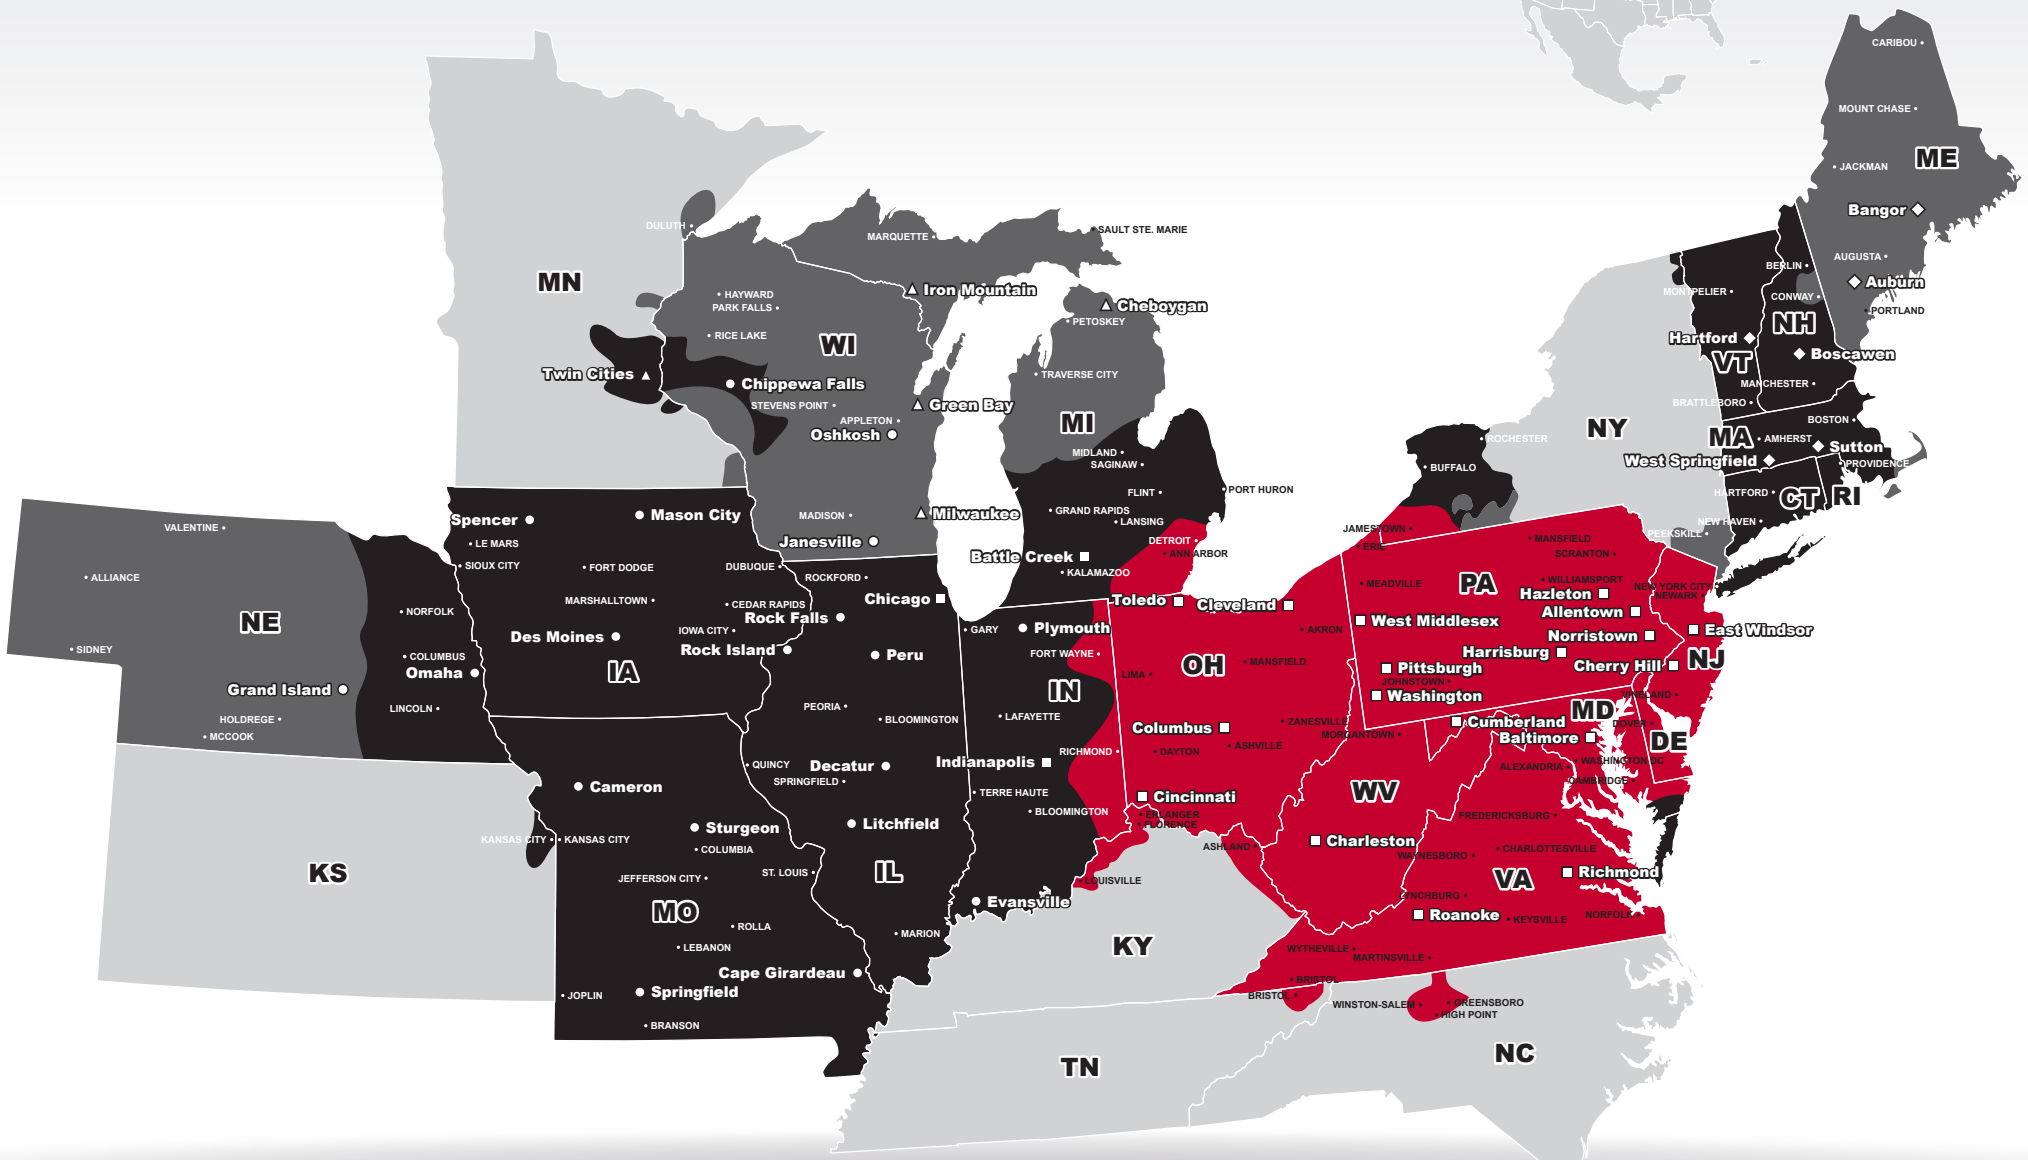 CARIBOU
MOUNT CHASE
ME
JACKMAN
Bangor
DULUTH
MARQUETTE
SAULT STE. MARIE
AUGUSTA
BERLIN
MN
Auburn
Iron Mountain
MONTPELIER
CONWAY
HAYWARD
PARK FALLS
Cheboygan
PORTLAND
PETOSKEY
NH
RICE LAKE
WI
Hartford
Boscawen
VT
Twin Cities
TRAVERSE CITY
Chippewa Falls
MANCHESTER
STEVENS POINT
Green Bay
BRATTLEBORO
APPLETON
MI
BOSTON
NY
Oshkosh
MA
AMHERST
ROCHESTER
Sutton
MIDLAND
SAGINAW
West Springfield
PROVIDENCE
BUFFALO
FLINT
PORT HURON
HARTFORD
CT
RI
GRAND RAPIDS
Milwaukee
MADISON
Spencer
Mason City
LANSING
NEW HAVEN
VALENTINE
JAMESTOWN
PEEKSKILL
Janesville
DETROIT
MANSFIELD
LE MARS
ERIE
ANN ARBOR
SCRANTON
Battle Creek
SIOUX CITY
FORT DODGE
DUBUQUE
KALAMAZOO
ALLIANCE
ROCKFORD
MEADVILLE
PA
WILLIAMSPORT
NEW YORK CITY
NEWARK
Hazleton
Chicago
MARSHALLTOWN
CEDAR RAPIDS
Toledo
Cleveland
NORFOLK
Allentown
Rock Falls
West Middlesex
NE
Plymouth
GARY
IOWA CITY
AKRON
East Windsor
Des Moines
Norristown
SIDNEY
Rock Island
Peru
FORT WAYNE
Harrisburg
COLUMBUS
MANSFIELD
NJ
OH
Pittsburgh
Cherry Hill
Omaha
IA
LIMA
JOHNSTOWN
Grand Island
IN
Washington
VINELAND
LINCOLN
PEORIA
LAFAYETTE
MD
HOLDREGE
BLOOMINGTON
ZANESVILLE
Cumberland
DOVER
Columbus
MCCOOK
MORGANTOWN
Baltimore
DE
RICHMOND
DAYTON
ASHVILLE
Indianapolis
QUINCY
Decatur
WASHINGTON DC
ALEXANDRIA
SPRINGFIELD
CAMBRIDGE
Cameron
TERRE HAUTE
WV
Cincinnati
BLOOMINGTON
ERLANGER
FREDERICKSBURG
Sturgeon
Litchfield
FLORENCE
KANSAS CITY
KANSAS CITY
Charleston
COLUMBIA
ASHLAND
CHARLOTTESVILLE
WAYNESBORO
KS
ST. LOUIS
IL
Richmond
JEFFERSON CITY
LOUISVILLE
VA
LYNCHBURG
Evansville
MO
Roanoke
NORFOLK
KEYSVILLE
ROLLA
MARION
KY
LEBANON
WYTHEVILLE
MARTINSVILLE
Cape Girardeau
BRISTOL
Springfield
JOPLIN
BRISTOL
WINSTON-SALEM
GREENSBORO
HIGH POINT
BRANSON
NC
TN